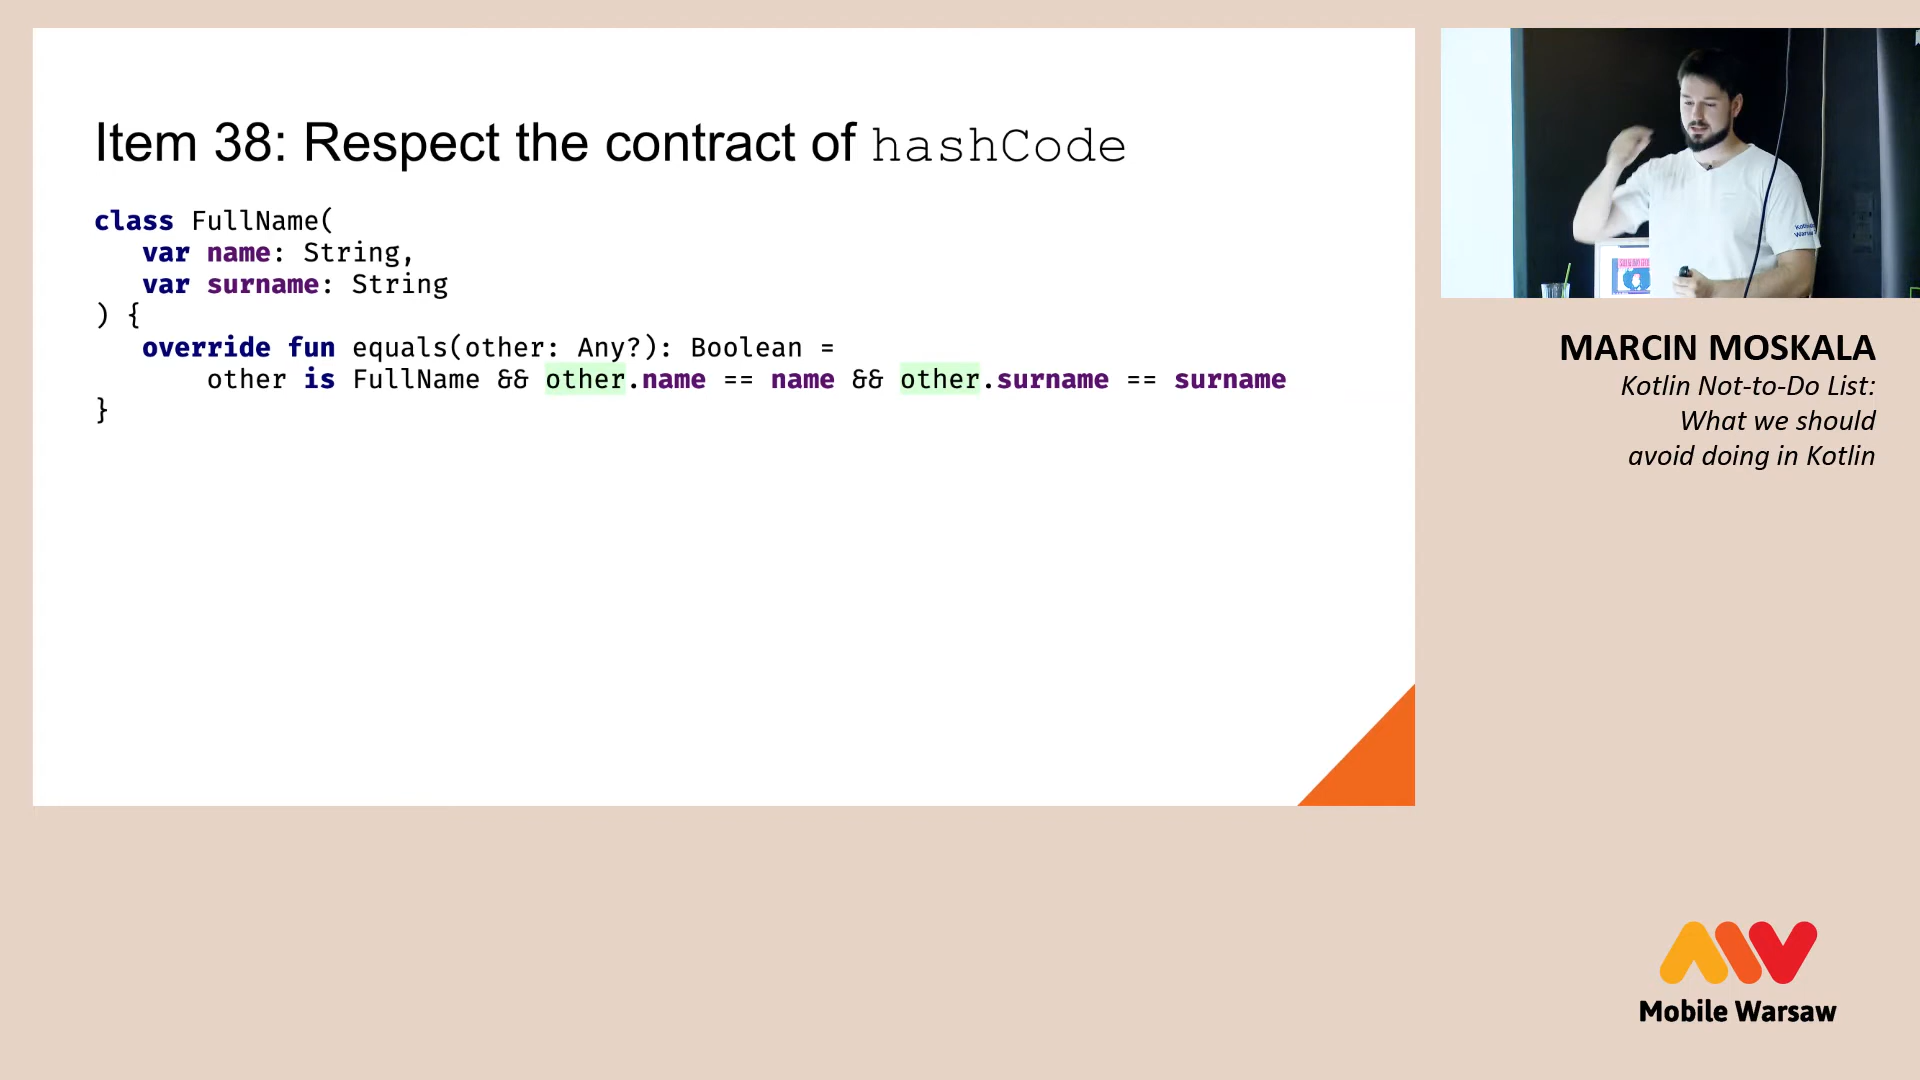 Item 38: Respect the contract of hashCode
class FullName(
var name: String,
var surname: String
) {
override fun equals(other: Any?): Boolean =
other is FullName && other.name == name && other.surname == surname
}
MARCIN MOSKALA
Kotlin Not-to-Do List:
What we should
avoid doing in Kotlin
Mobile Warsaw